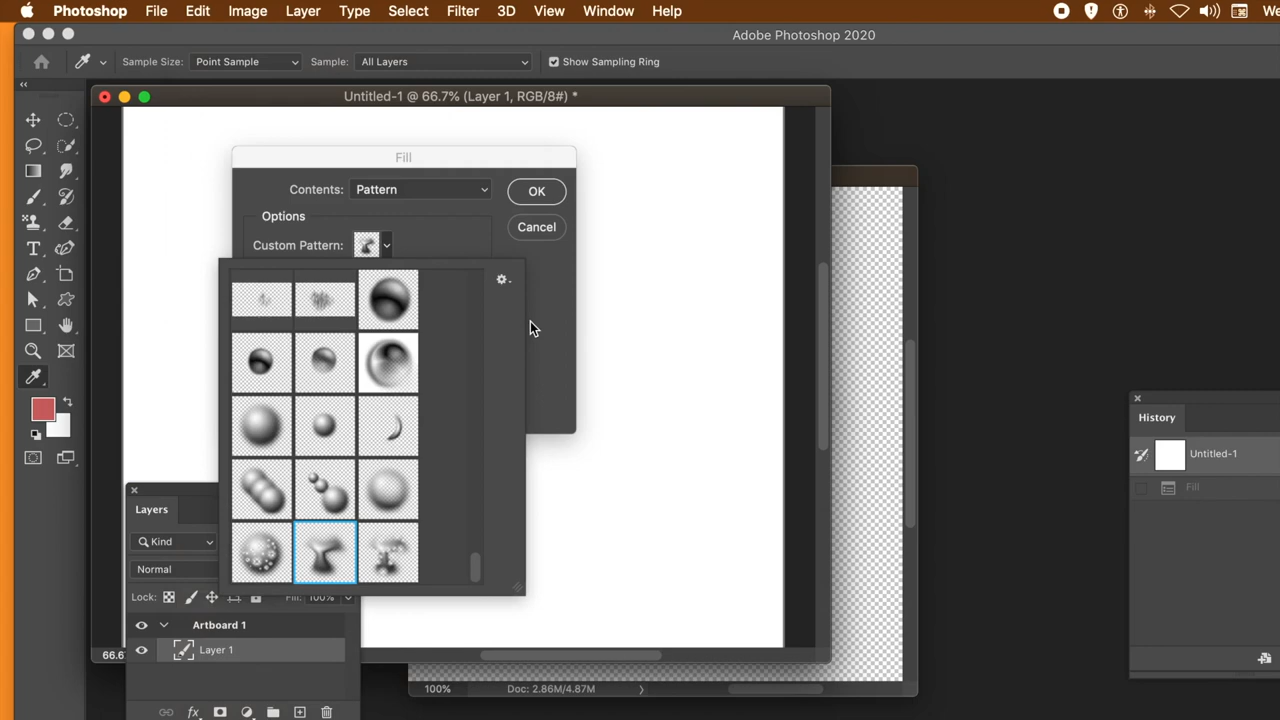 Photoshop File Edit Image Layer Type Select Filter 3D View Window Help We
Adobe Photoshop 2020
Sample Size: Point Sample Sample: All Layers Show Sampling Ring
Untitled-1 @ 66.7% (Layer 1, RGB/8#) *
Fill
Contents: Pattern OK
Options
Cancel
Custom Pattern:
History
Untitled-1
Fill
Layers
Kind
Normal
Lock: Fill: 100%
Artboard 1
Layer 1
66.6
100% Doc: 2.86M/4.87M
fx